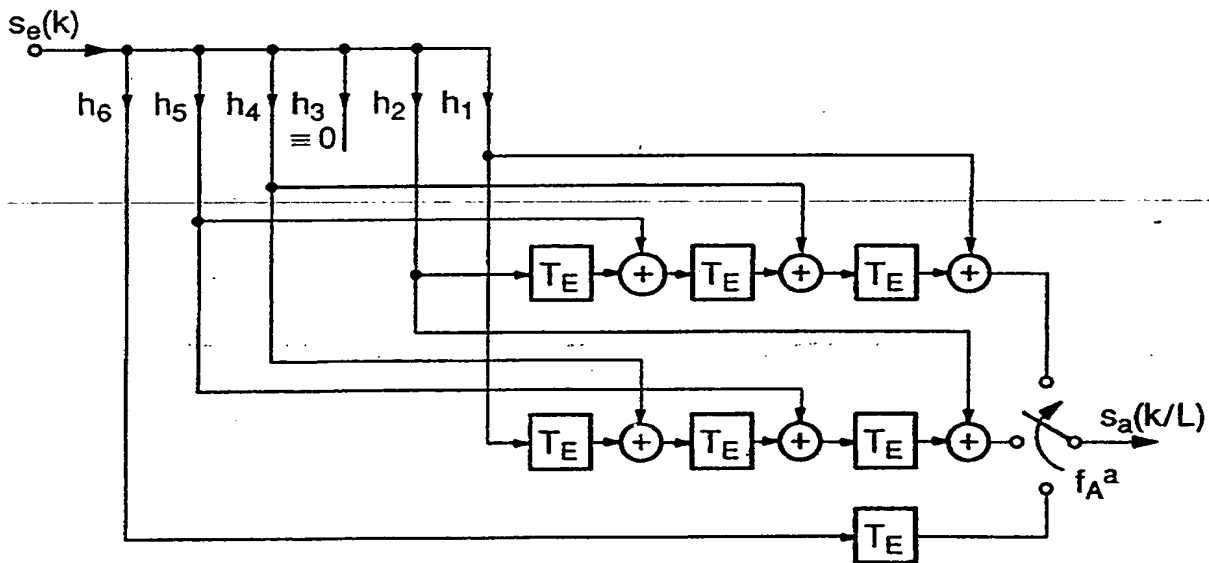 s_e(k)
h_6 h_5 h_4 h_3 h_2 h_1
≡ 0
T_E + T_E + T_E +
T_E + T_E + T_E +
s_a(k/L)
f_A^a
T_E